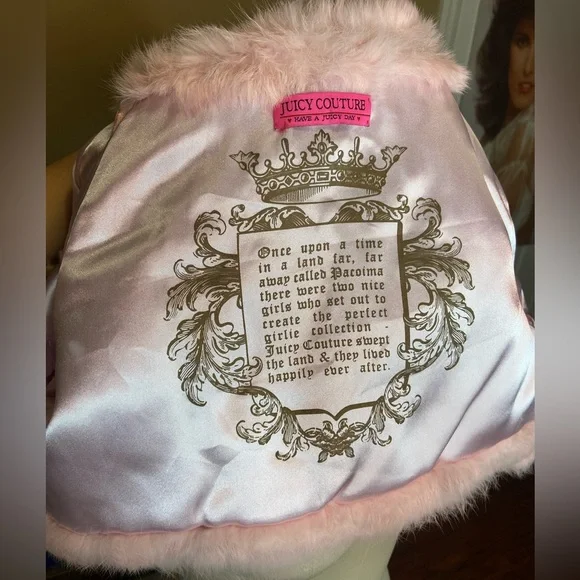 JUICY COUTURE
♥ HAVE A JUICY DAY ♥
Once upon a time
in a land far, far
away called Pacoima
there were two nice
girls who set out to
create the perfect
girlie collection -
Juicy Couture swept
the land & they lived
happily ever after.